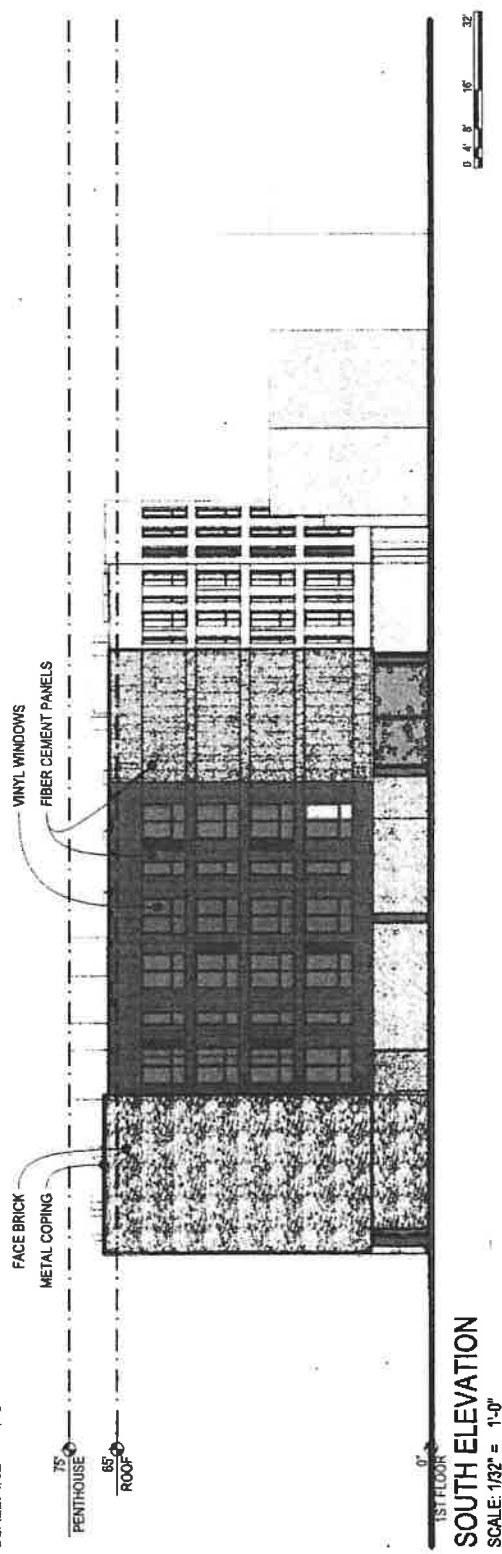 FACE BRICK
METAL COPING
VINYL WINDOWS
FIBER CEMENT PANELS
75'
PENTHOUSE
65'
ROOF
0"
1ST FLOOR
SOUTH ELEVATION
SCALE: 1/32" = 1'-0"
0 4' 8' 16' 32'